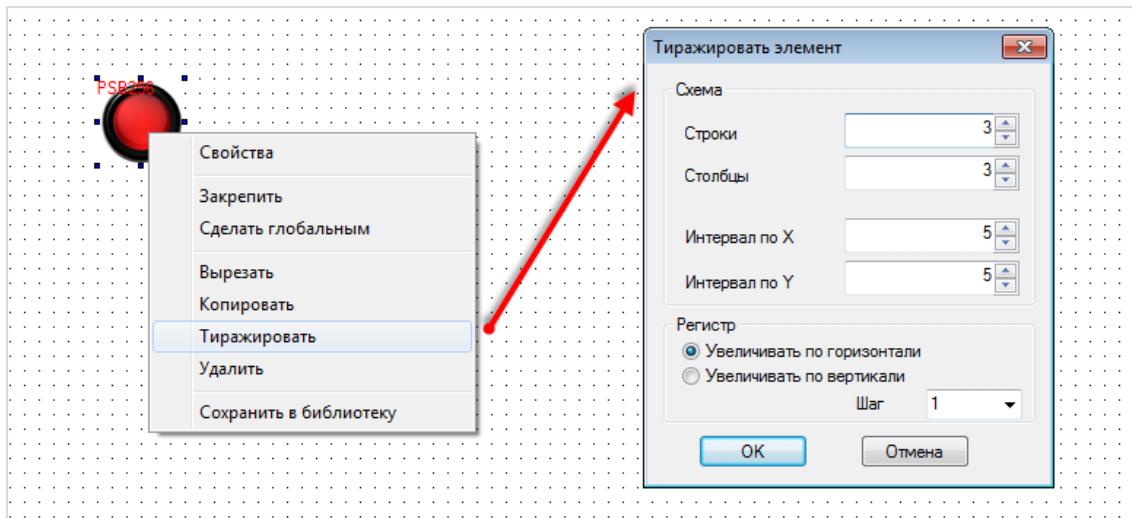 PSB256
Свойства
Закрепить
Сделать глобальным
Вырезать
Копировать
Тиражировать
Удалить
Сохранить в библиотеку
Тиражировать элемент
Схема
Строки 3
Столбцы 3
Интервал по X 5
Интервал по Y 5
Регистр
Увеличивать по горизонтали
Увеличивать по вертикали
Шаг 1
OK Отмена